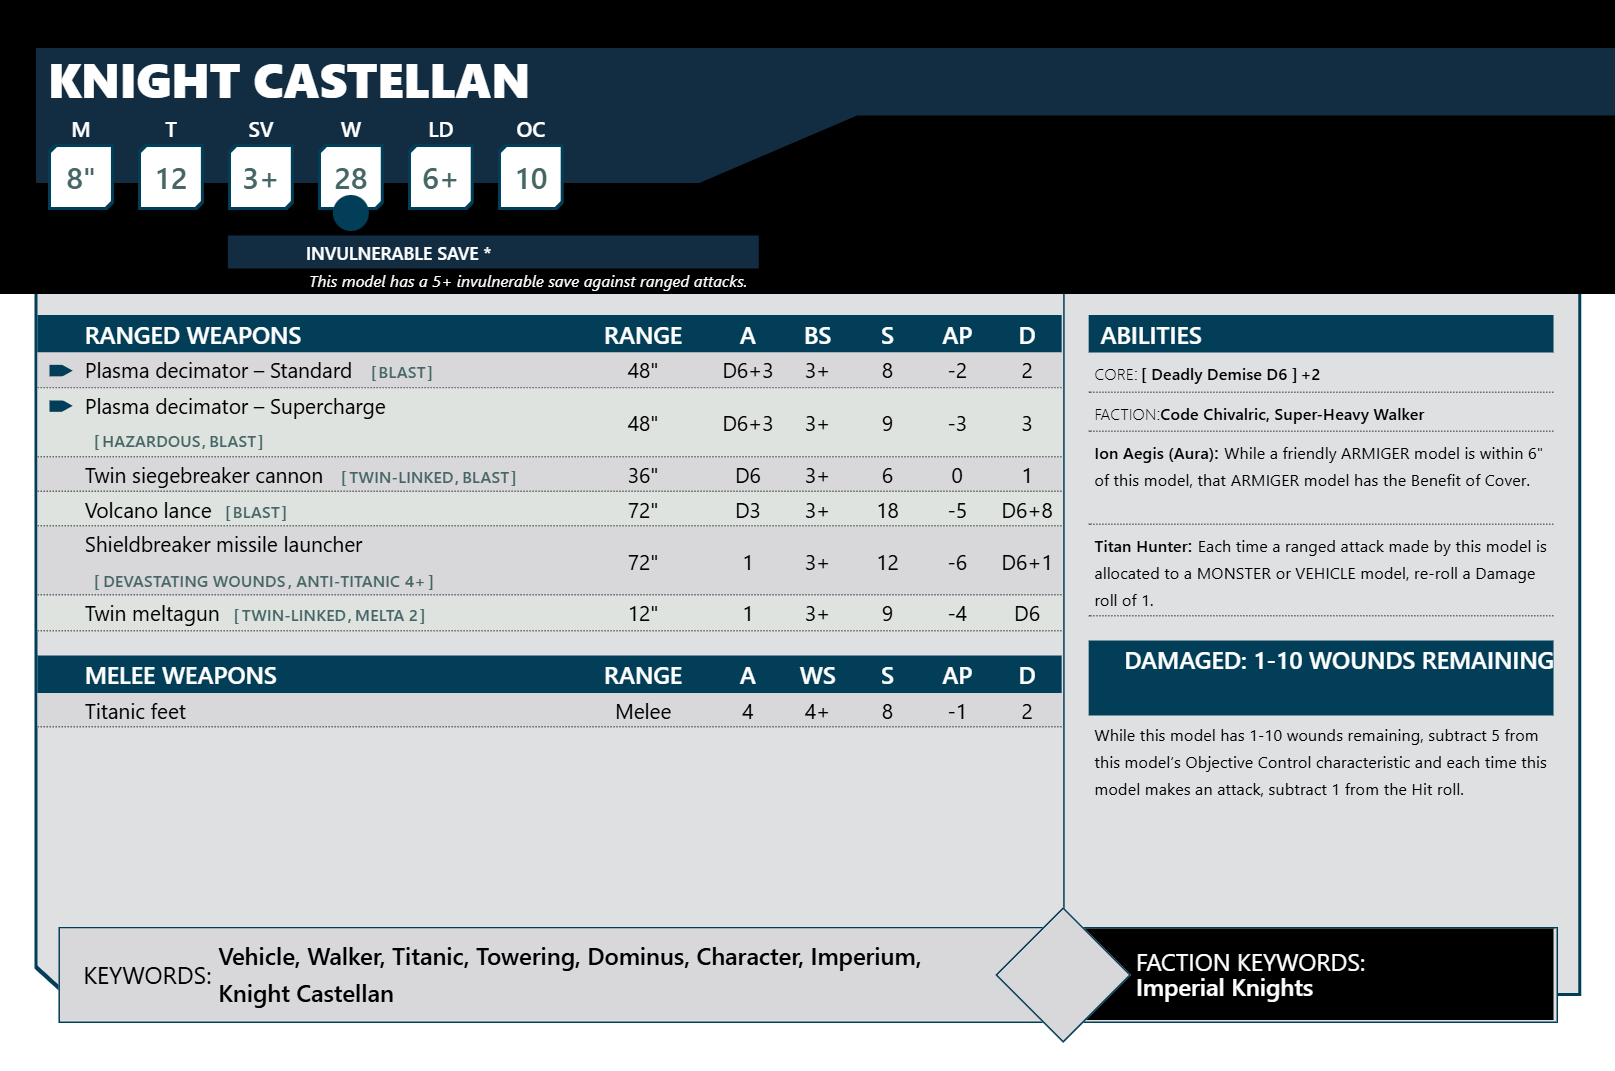 KNIGHT CASTELLAN
M T SV W LD OC
8" 12 3+ 28 6+ 10
INVULNERABLE SAVE *
This model has a 5+ invulnerable save against ranged attacks.
RANGED WEAPONS RANGE A BS S AP D
Plasma decimator – Standard [BLAST] 48" D6+3 3+ 8 -2 2
Plasma decimator – Supercharge
[HAZARDOUS, BLAST] 48" D6+3 3+ 9 -3 3
Twin siegebreaker cannon [TWIN-LINKED, BLAST] 36" D6 3+ 6 0 1
Volcano lance [BLAST] 72" D3 3+ 18 -5 D6+8
Shieldbreaker missile launcher
[DEVASTATING WOUNDS, ANTI-TITANIC 4+] 72" 1 3+ 12 -6 D6+1
Twin meltagun [TWIN-LINKED, MELTA 2] 12" 1 3+ 9 -4 D6
MELEE WEAPONS RANGE A WS S AP D
Titanic feet Melee 4 4+ 8 -1 2
ABILITIES
CORE: [ Deadly Demise D6 ] +2
FACTION:Code Chivalric, Super-Heavy Walker
Ion Aegis (Aura): While a friendly ARMIGER model is within 6"
of this model, that ARMIGER model has the Benefit of Cover.
Titan Hunter: Each time a ranged attack made by this model is
allocated to a MONSTER or VEHICLE model, re-roll a Damage
roll of 1.
DAMAGED: 1-10 WOUNDS REMAINING
While this model has 1-10 wounds remaining, subtract 5 from
this model's Objective Control characteristic and each time this
model makes an attack, subtract 1 from the Hit roll.
KEYWORDS: Vehicle, Walker, Titanic, Towering, Dominus, Character, Imperium,
Knight Castellan
FACTION KEYWORDS:
Imperial Knights